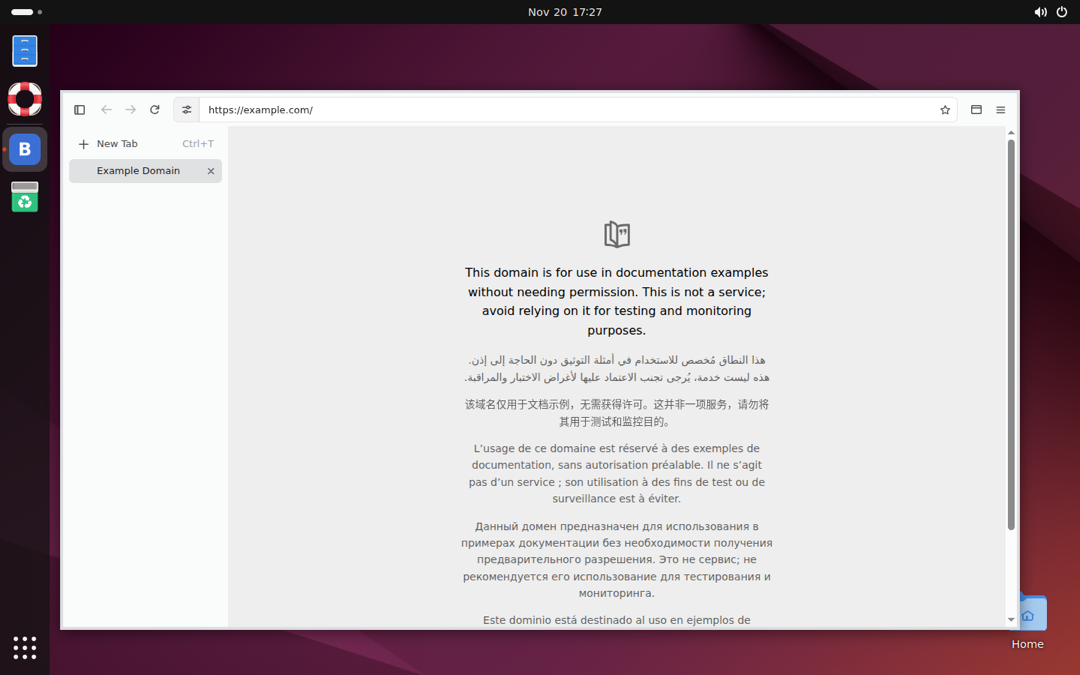 Nov 20 17:27
https://example.com/
New Tab
Ctrl+T
Example Domain
B
This domain is for use in documentation examples
without needing permission. This is not a service;
avoid relying on it for testing and monitoring
purposes.
هذا النطاق مُخصص للاستخدام في أمثلة التوثيق دون الحاجة إلى إذن.
هذه ليست خدمة، يُرجى تجنب الاعتماد عليها لأغراض الاختبار والمراقبة.
该域名仅用于文档示例，无需获得许可。这并非一项服务，请勿将
其用于测试和监控目的。
L’usage de ce domaine est réservé à des exemples de
documentation, sans autorisation préalable. Il ne s’agit
pas d’un service ; son utilisation à des fins de test ou de
surveillance est à éviter.
Данный домен предназначен для использования в
примерах документации без необходимости получения
предварительного разрешения. Это не сервис; не
рекомендуется его использование для тестирования и
мониторинга.
Este dominio está destinado al uso en ejemplos de
Home